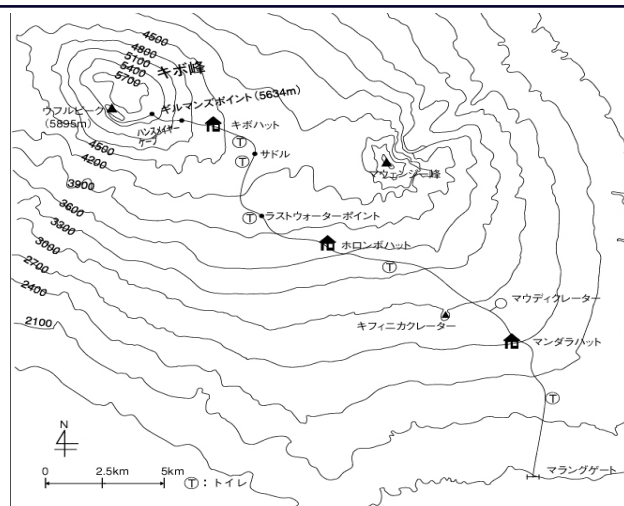 4500
4800
5100
5400
5700
キボ峰
ウフルピーク
(5895m)
ギルマンズポイント(5634m)
ハンスメイヤー
ケーブ
キボハット
Ⓣ
Ⓣ
サドル
マウェンジー峰
4500
4200
3900
3600
3300
3000
2700
2400
2100
Ⓣ
ラストウォーターポイント
ホロンボハット
Ⓣ
マウディクレーター
キフィニカクレーター
マンダラハット
Ⓣ
マラングゲート
N
0 2.5km 5km
Ⓣ:トイレ